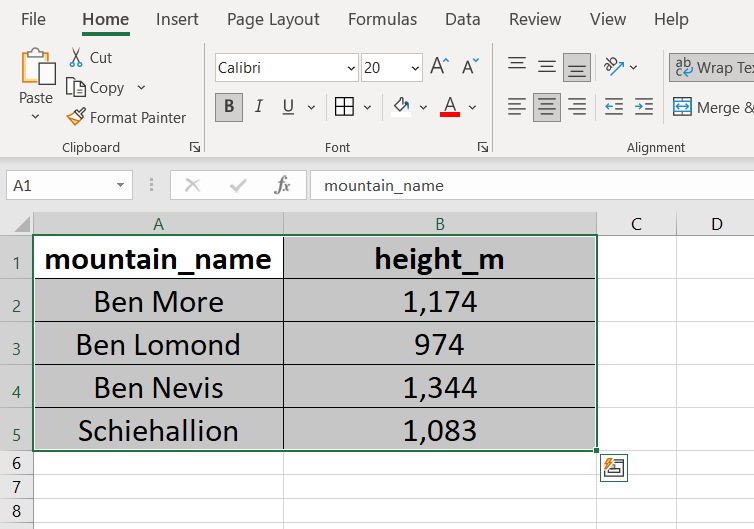 File Home Insert Page Layout Formulas Data Review View Help
Paste
Cut
Copy
Format Painter
Clipboard
Calibri 20 A A
B I U A
Font
ab c Wrap Tex
Merge &
Alignment
A1 fx mountain_name
A B C D
1 mountain_name height_m
2 Ben More 1,174
3 Ben Lomond 974
4 Ben Nevis 1,344
5 Schiehallion 1,083
6
7
8